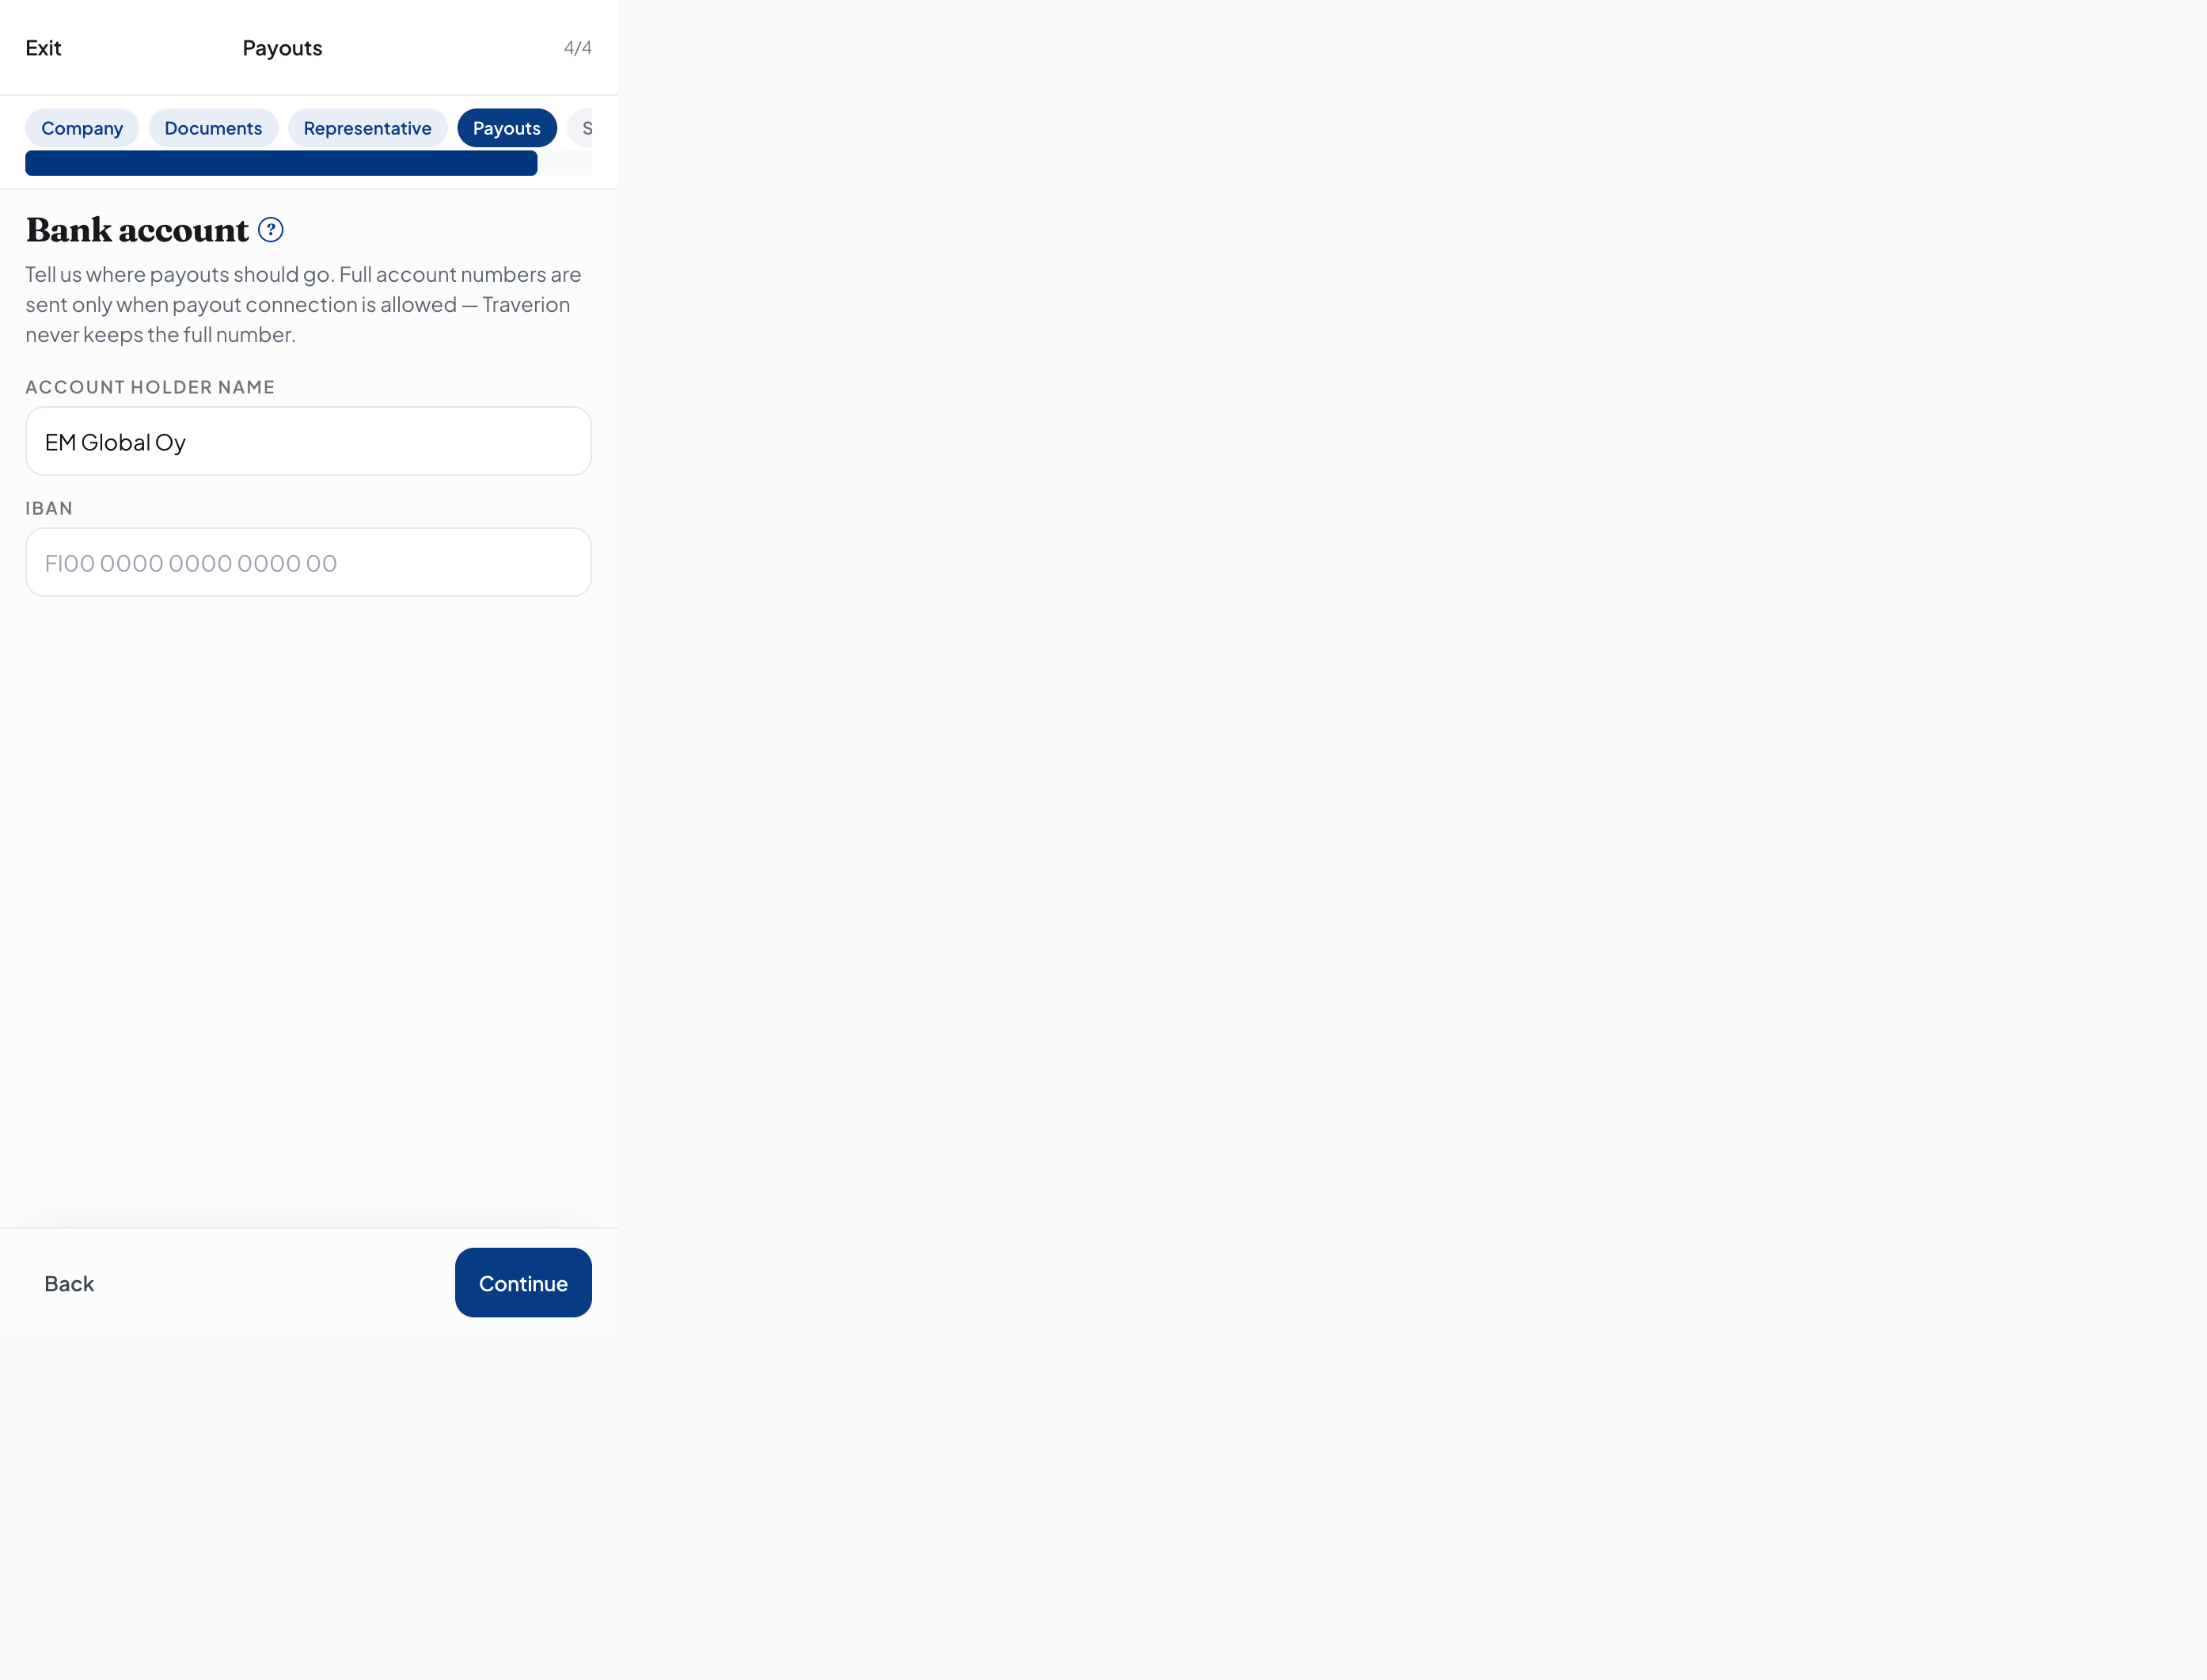 Exit
Payouts
4/4
Company
Documents
Representative
Payouts
S
Bank account ?
Tell us where payouts should go. Full account numbers are
sent only when payout connection is allowed — Traverion
never keeps the full number.
ACCOUNT HOLDER NAME
EM Global Oy
IBAN
FI00 0000 0000 0000 00
Back
Continue